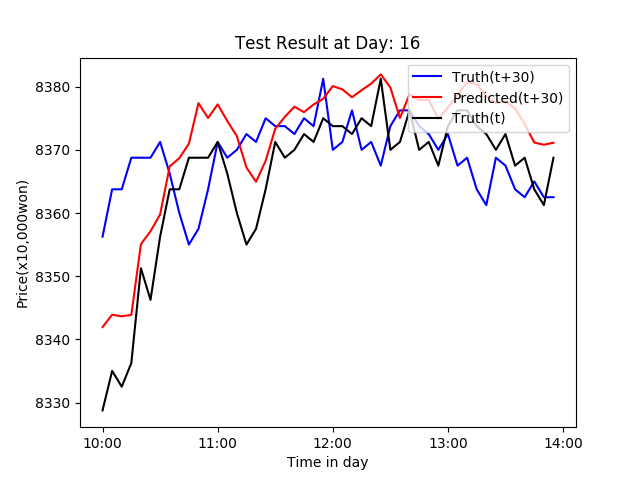 Test Result at Day: 16
Truth(t+30)
Predicted(t+30)
Truth(t)
Price(x10,000won)
8380
8370
8360
8350
8340
8330
10:00 11:00 12:00 13:00 14:00
Time in day